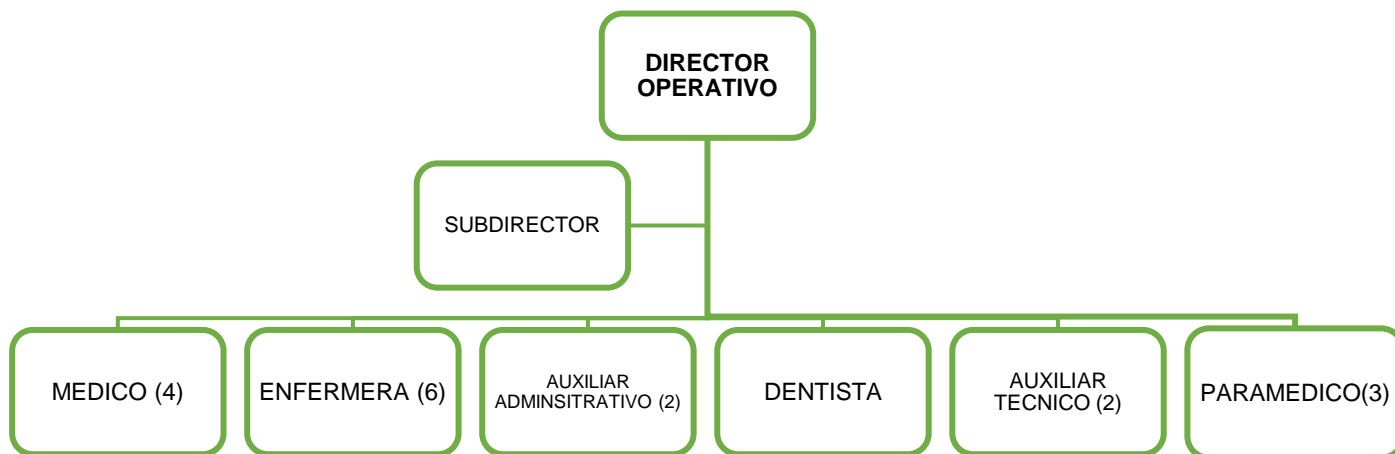 DIRECTOR
OPERATIVO
SUBDIRECTOR
MEDICO (4)
ENFERMERA (6)
AUXILIAR
ADMINSITRATIVO (2)
DENTISTA
AUXILIAR
TECNICO (2)
PARAMEDICO(3)